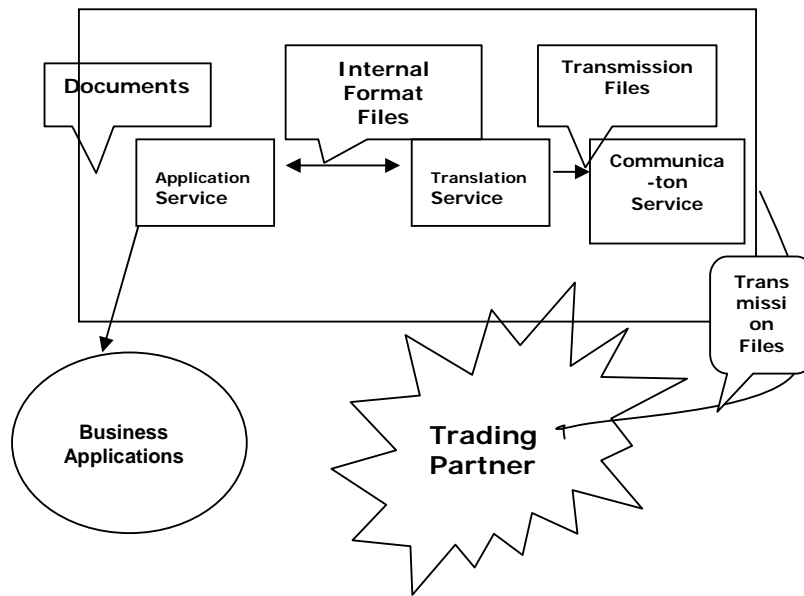 Documents
Internal
Format
Files
Transmission
Files
Application
Service
Translation
Service
Communica
-ton
Service
Trans
missi
on
Files
Business
Applications
Trading
Partner